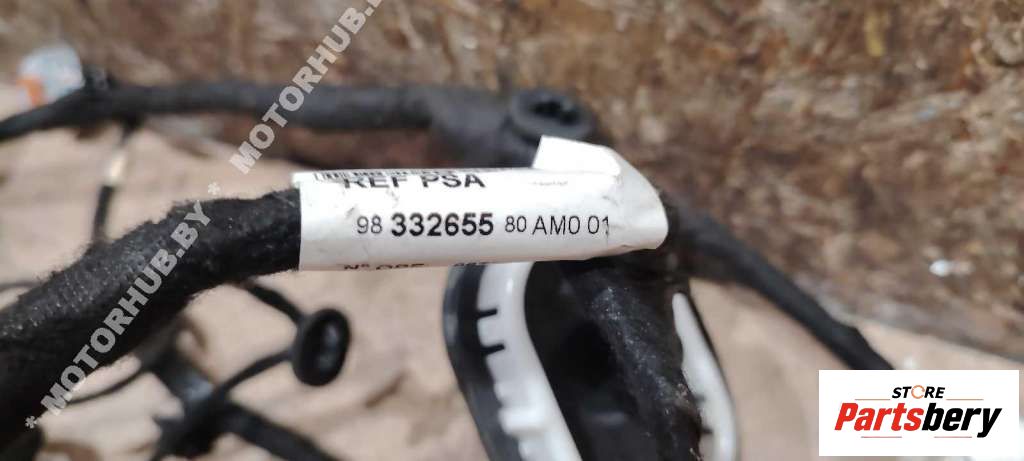 * MOTORHUB.BY * MOTORHUB.BY
REF PSA
98 332655 80 AM0 01
STORE
Partsbery